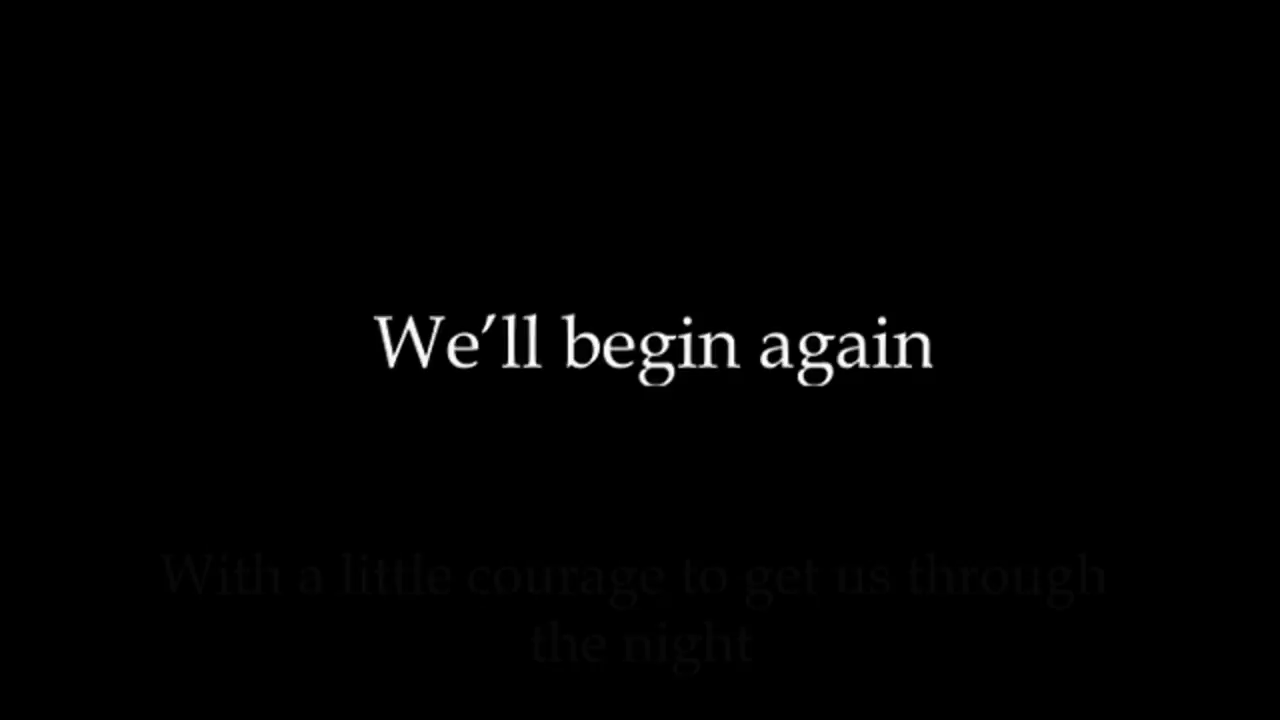 We’ll begin again
With a little courage to get us through
the night